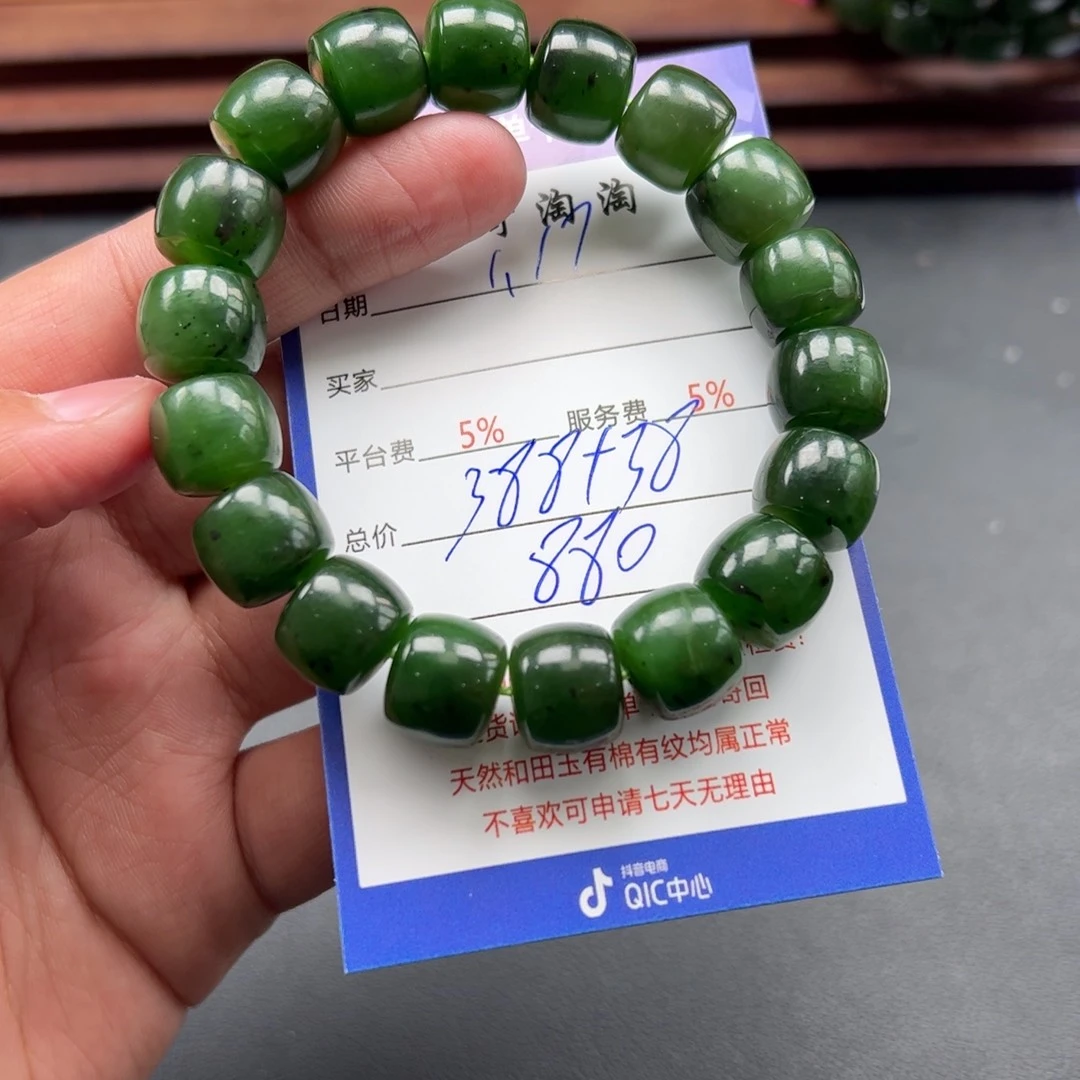 淘淘
日期 1,17
买家
平台费 5% 服务费 5%
388+38
总价
880
寄回
天然和田玉有棉有纹均属正常
不喜欢可申请七天无理由
抖音电商
QIC中心